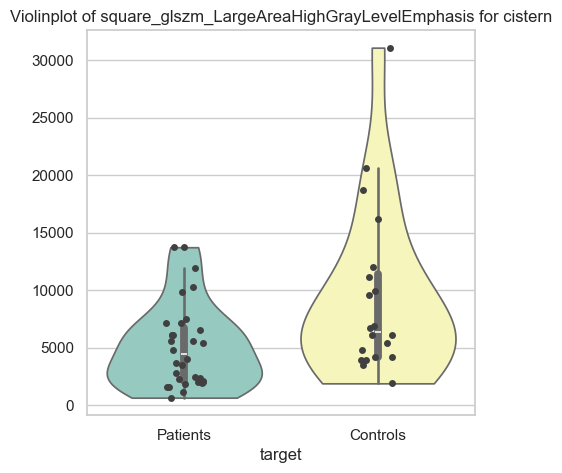 Violinplot of square_glszm_LargeAreaHighGrayLevelEmphasis for cistern
30000
25000
20000
15000
10000
5000
0
Patients
Controls
target